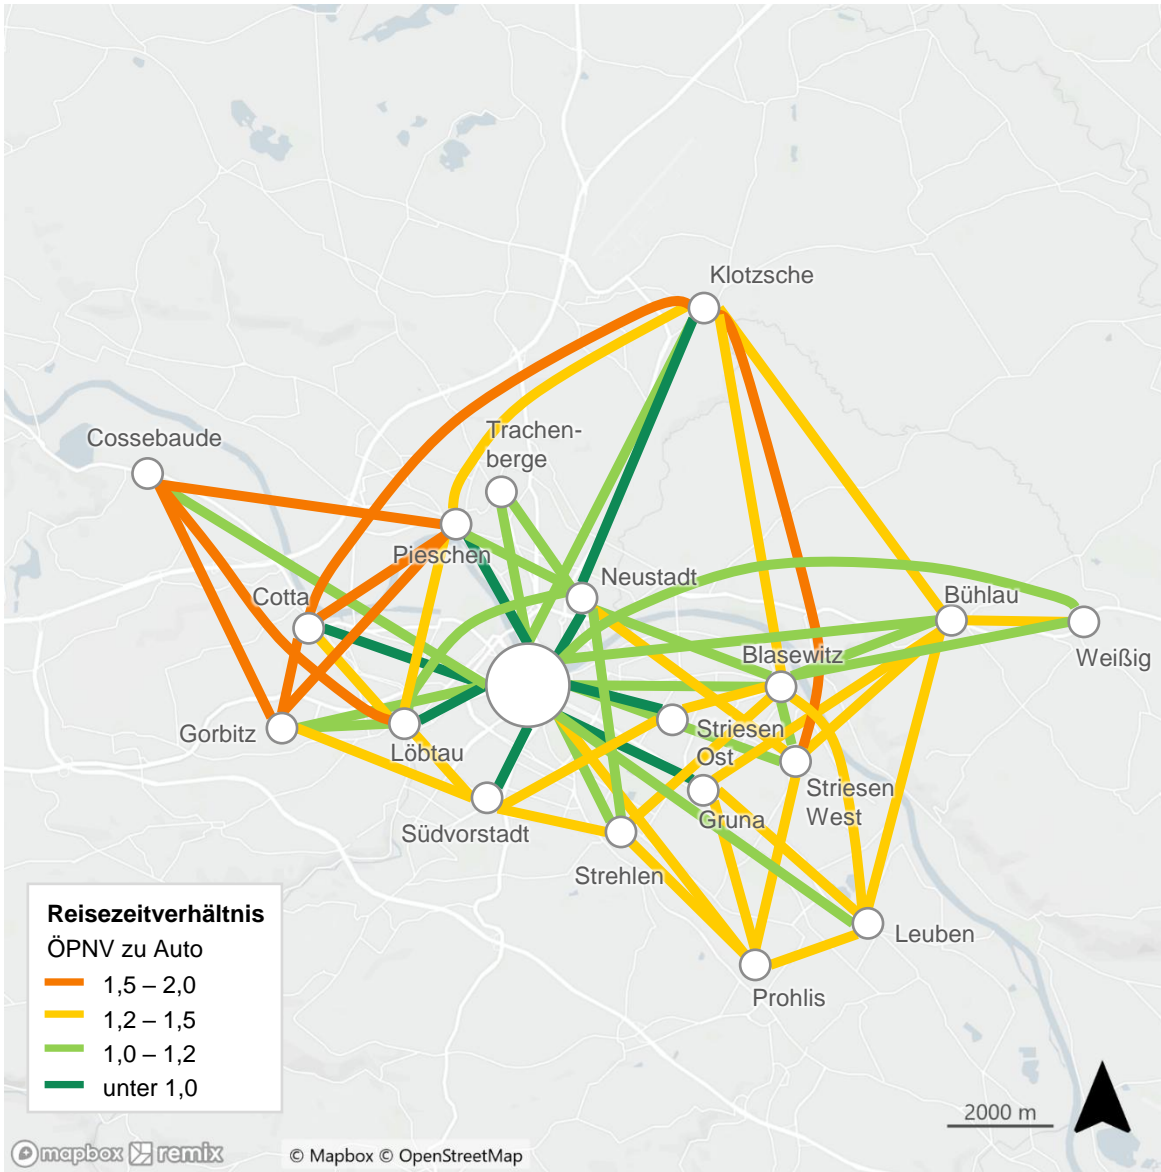 Klotzsche
Trachen-
berge
Cossebaude
Pieschen
Neustadt
Cotta
Bühlau
Blasewitz
Weißig
Gorbitz
Löbtau
Striesen
Ost
Striesen
West
Südvorstadt
Gruna
Strehlen
Leuben
Prohlis
Reisezeitverhältnis
ÖPNV zu Auto
1,5 – 2,0
1,2 – 1,5
1,0 – 1,2
unter 1,0
2000 m
mapbox remix
© Mapbox © OpenStreetMap